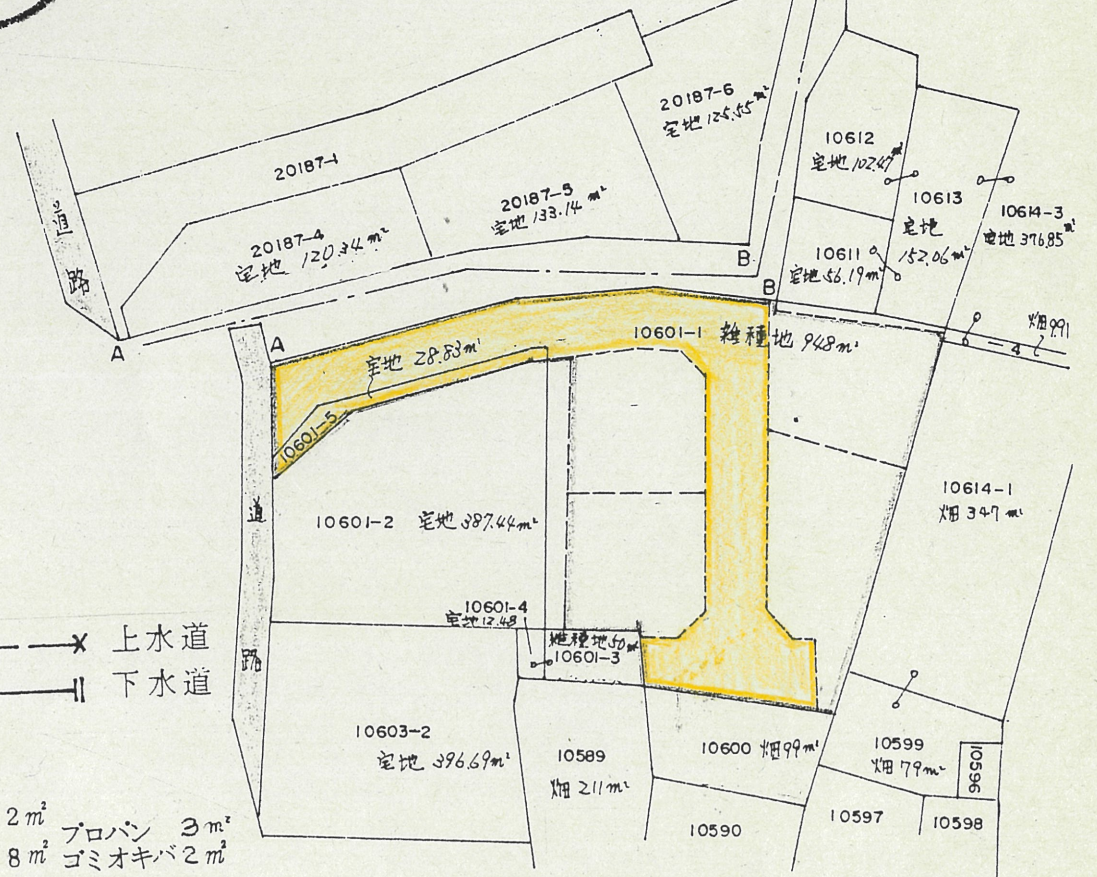 20187-6
宅地 125.55㎡
20187-1
10612
宅地 102.47㎡
20187-5
宅地 133.14㎡
10613
宅地
152.06㎡
10614-3
宅地 376.85㎡
道路
20187-4
宅地 120.34㎡
10611
宅地 56.19㎡
B
B
A
A
10601-1 雑種地 948㎡
畑 991
4
宅地 28.83㎡
10601-5
10614-1
畑 347㎡
道路
10601-2 宅地 387.44㎡
10601-4
宅地 12.48
雑種地 50㎡
10601-3
上水道
下水道
10603-2
宅地 396.69㎡
10589
畑 211㎡
10600 畑 99㎡
10599
畑 79㎡
10596
10590
10597
10598
2㎡ プロパン 3㎡
8㎡ ゴミオキバ 2㎡